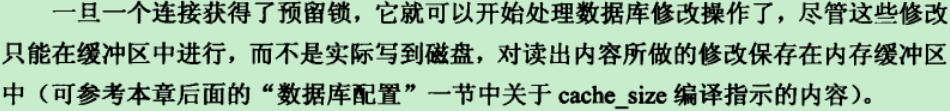 一旦一个连接获得了预留锁，它就可以开始处理数据库修改操作了，尽管这些修改
只能在缓冲区中进行，而不是实际写到磁盘，对读出内容所做的修改保存在内存缓冲区
中（可参考本章后面的“数据库配置”一节中关于 cache_size 编译指示的内容）。